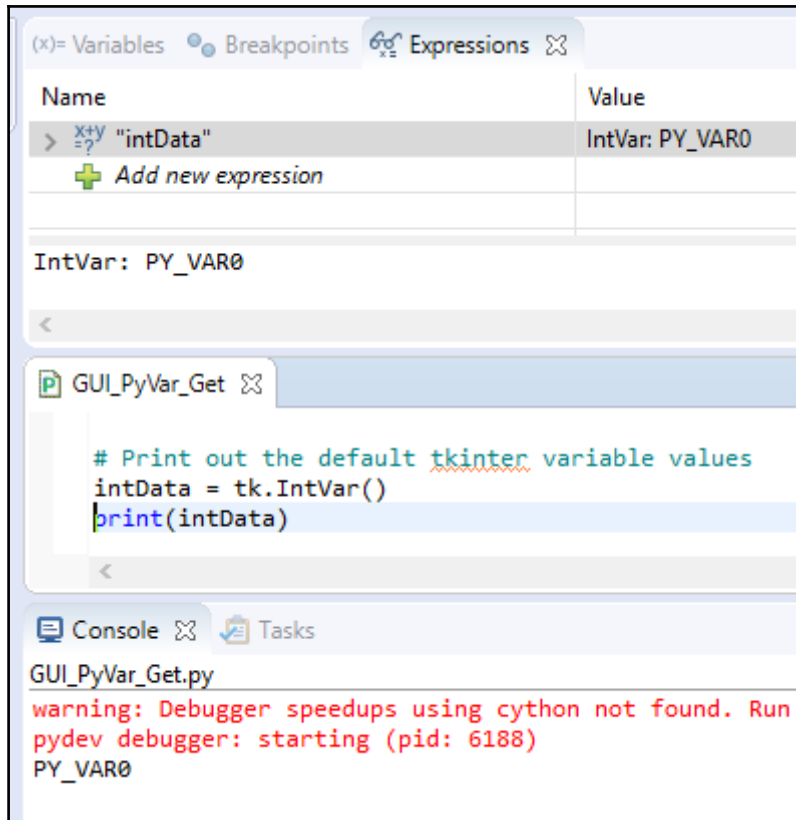 (x)= Variables Breakpoints Expressions
Name Value
"intData" IntVar: PY_VAR0
Add new expression
IntVar: PY_VAR0
GUI_PyVar_Get
# Print out the default tkinter variable values
intData = tk.IntVar()
print(intData)
Console Tasks
GUI_PyVar_Get.py
warning: Debugger speedups using cython not found. Run
pydev debugger: starting (pid: 6188)
PY_VAR0